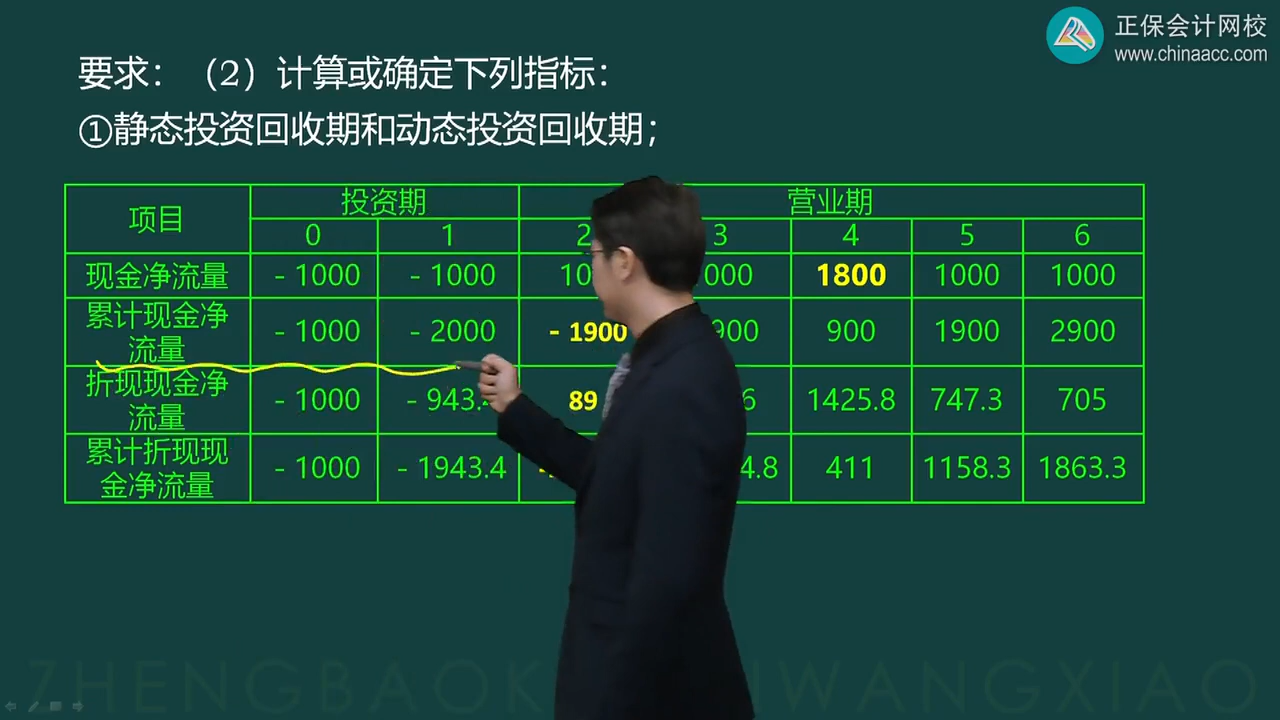 正保会计网校
www.chinaacc.com
要求：（2）计算或确定下列指标：
①静态投资回收期和动态投资回收期；
项目 投资期 营业期
0 1 2 3 4 5 6
现金净流量 - 1000 - 1000 1800 1000 1000
累计现金净
流量 - 1000 - 2000 - 1900 900 1900 2900
折现现金净
流量 - 1000 1425.8 747.3 705
累计折现现
金净流量 - 1000 - 1943.4 411 1158.3 1863.3